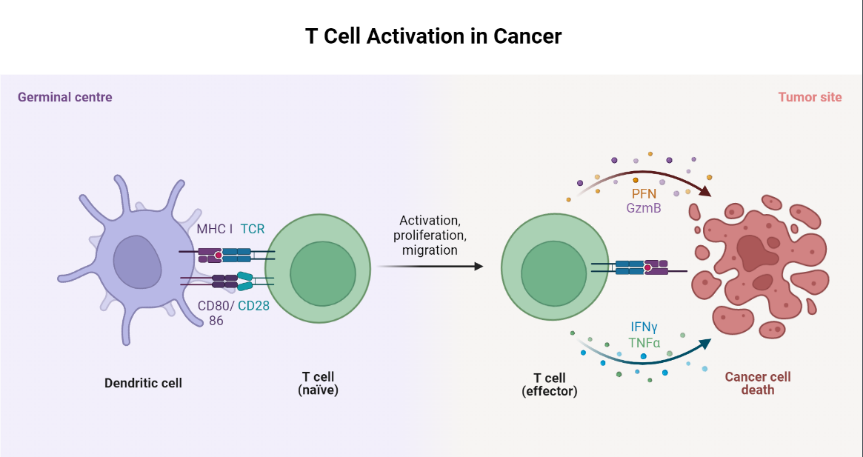 T Cell Activation in Cancer
Germinal centre
Tumor site
MHC I TCR
CD80/ CD28
86
Dendritic cell
T cell
(naïve)
Activation,
proliferation,
migration
PFN
GzmB
IFNγ
TNFα
T cell
(effector)
Cancer cell
death